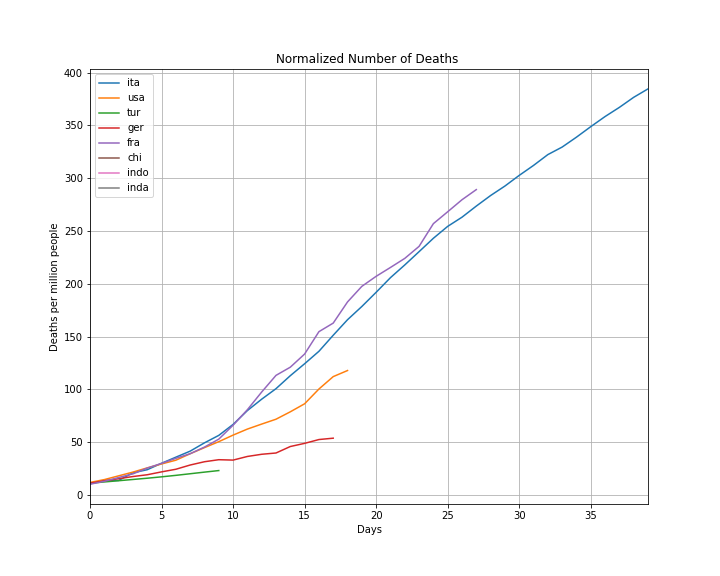 Normalized Number of Deaths
400
350
300
250
200
150
100
50
0
Deaths per million people
ita
usa
tur
ger
fra
chi
indo
inda
0 5 10 15 20 25 30 35
Days